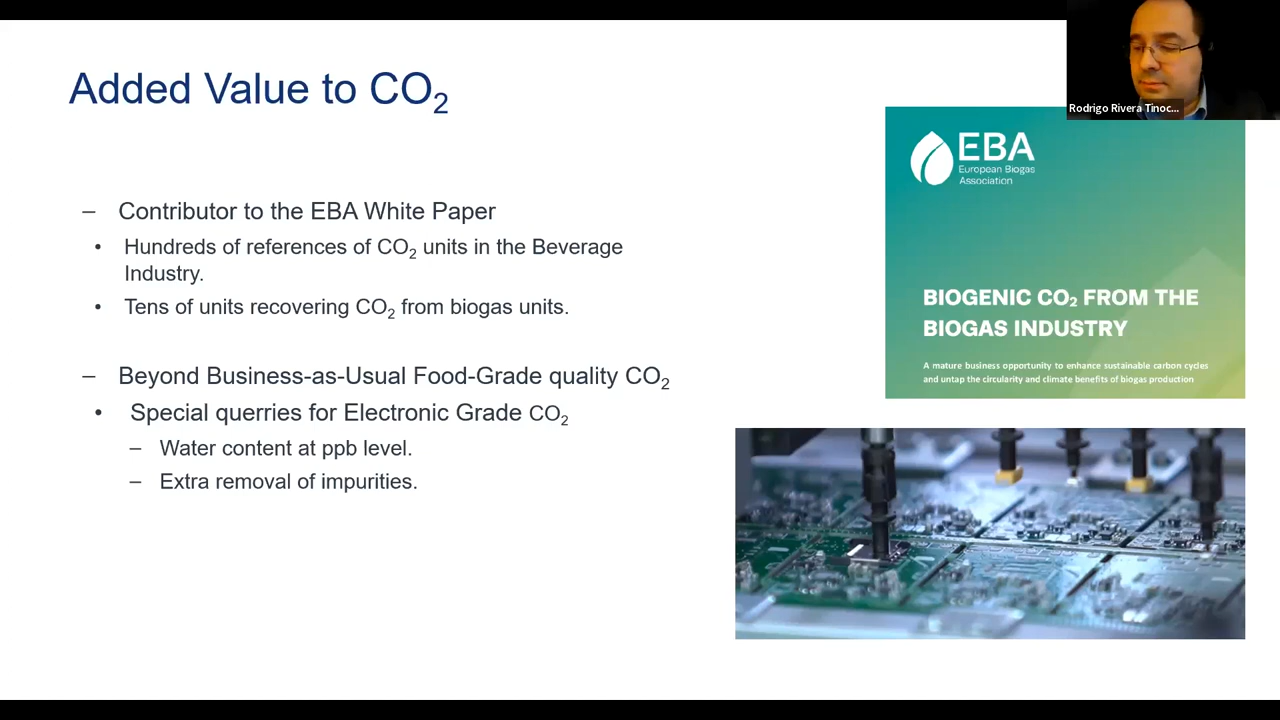 Added Value to CO₂
Rodrigo Rivera Tinoc...
– Contributor to the EBA White Paper
• Hundreds of references of CO₂ units in the Beverage
Industry.
• Tens of units recovering CO₂ from biogas units.
– Beyond Business-as-Usual Food-Grade quality CO₂
• Special querries for Electronic Grade CO₂
– Water content at ppb level.
– Extra removal of impurities.
EBA
European Biogas
Association
BIOGENIC CO₂ FROM THE
BIOGAS INDUSTRY
A mature business opportunity to enhance sustainable carbon cycles
and untap the circularity and climate benefits of biogas production